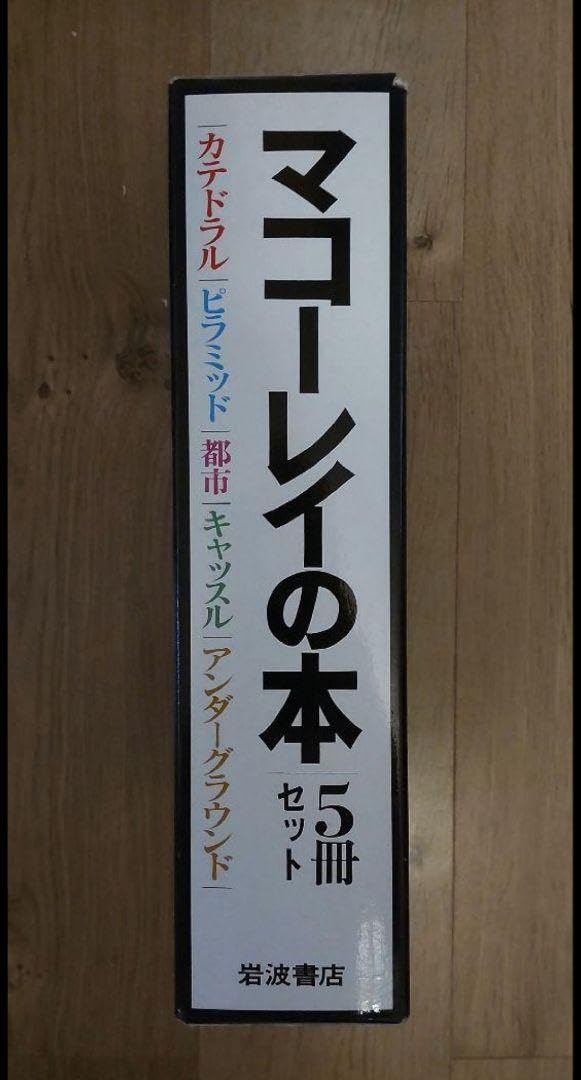 マコーレイの本
5冊
セット
カテドラル|ピラミッド|都市|キャッスル|アンダーグラウンド
岩波書店